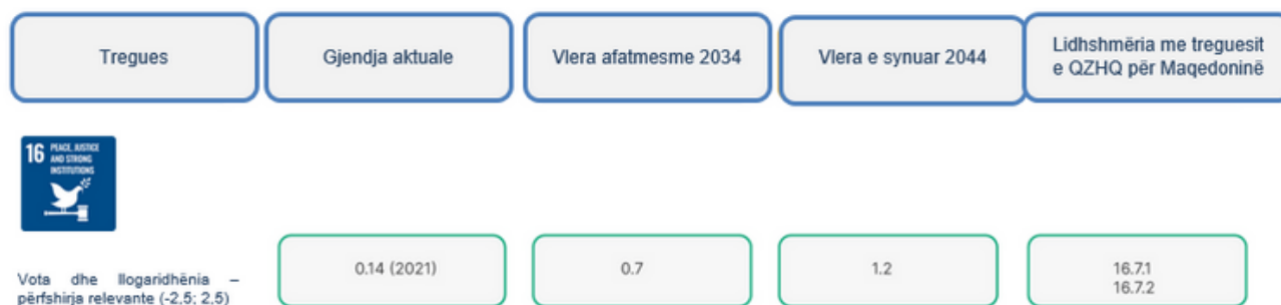 Tregues
Gjendja aktuale
Vlera afatmesme 2034
Vlera e synuar 2044
Lidhshmëria me treguesit
e QZHQ për Maqedoninë
16 PEACE, JUSTICE
AND STRONG
INSTITUTIONS
Vota dhe llogaridhënia –
përfshirja relevante (-2,5; 2,5)
0.14 (2021)
0.7
1.2
16.7.1
16.7.2